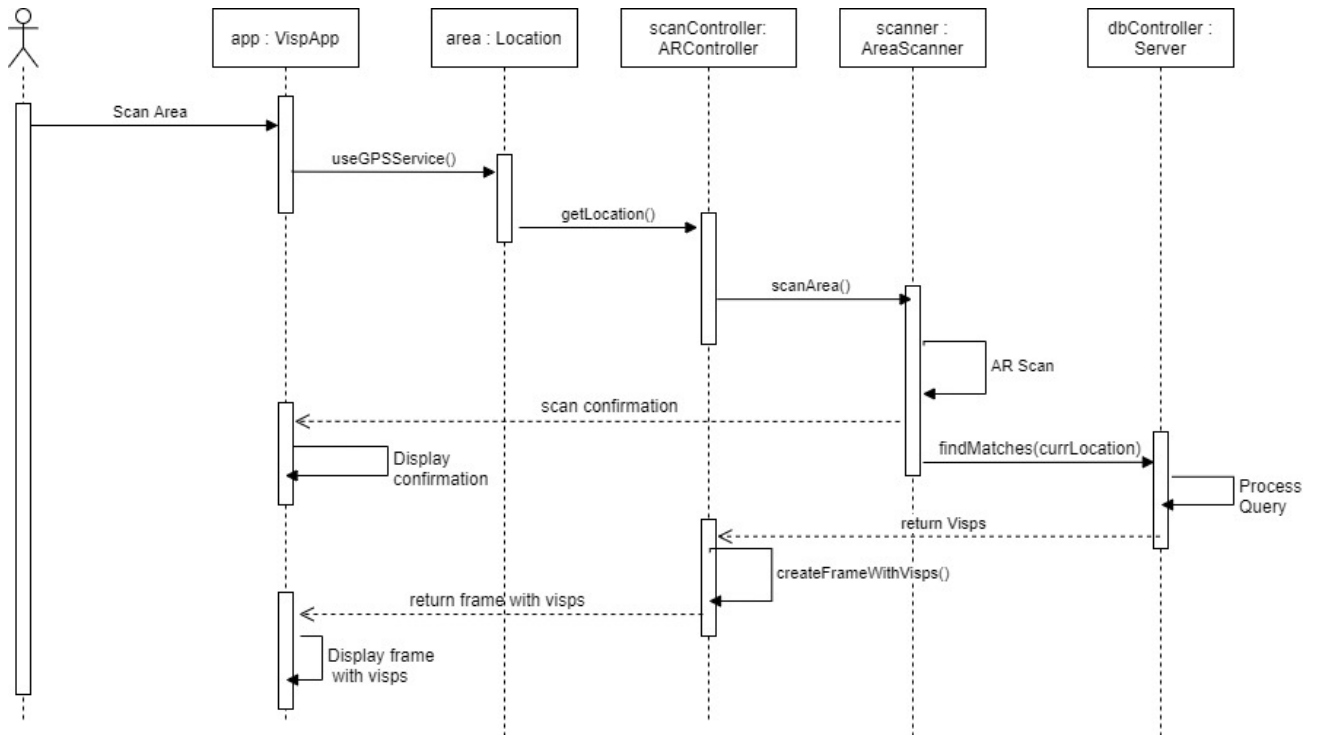 app : VispApp
area : Location
scanController:
ARController
scanner :
AreaScanner
dbController :
Server
Scan Area
useGPSService()
getLocation()
scanArea()
AR Scan
scan confirmation
Display
confirmation
findMatches(currLocation)
Process
Query
return Visps
createFrameWithVisps()
return frame with visps
Display frame
with visps